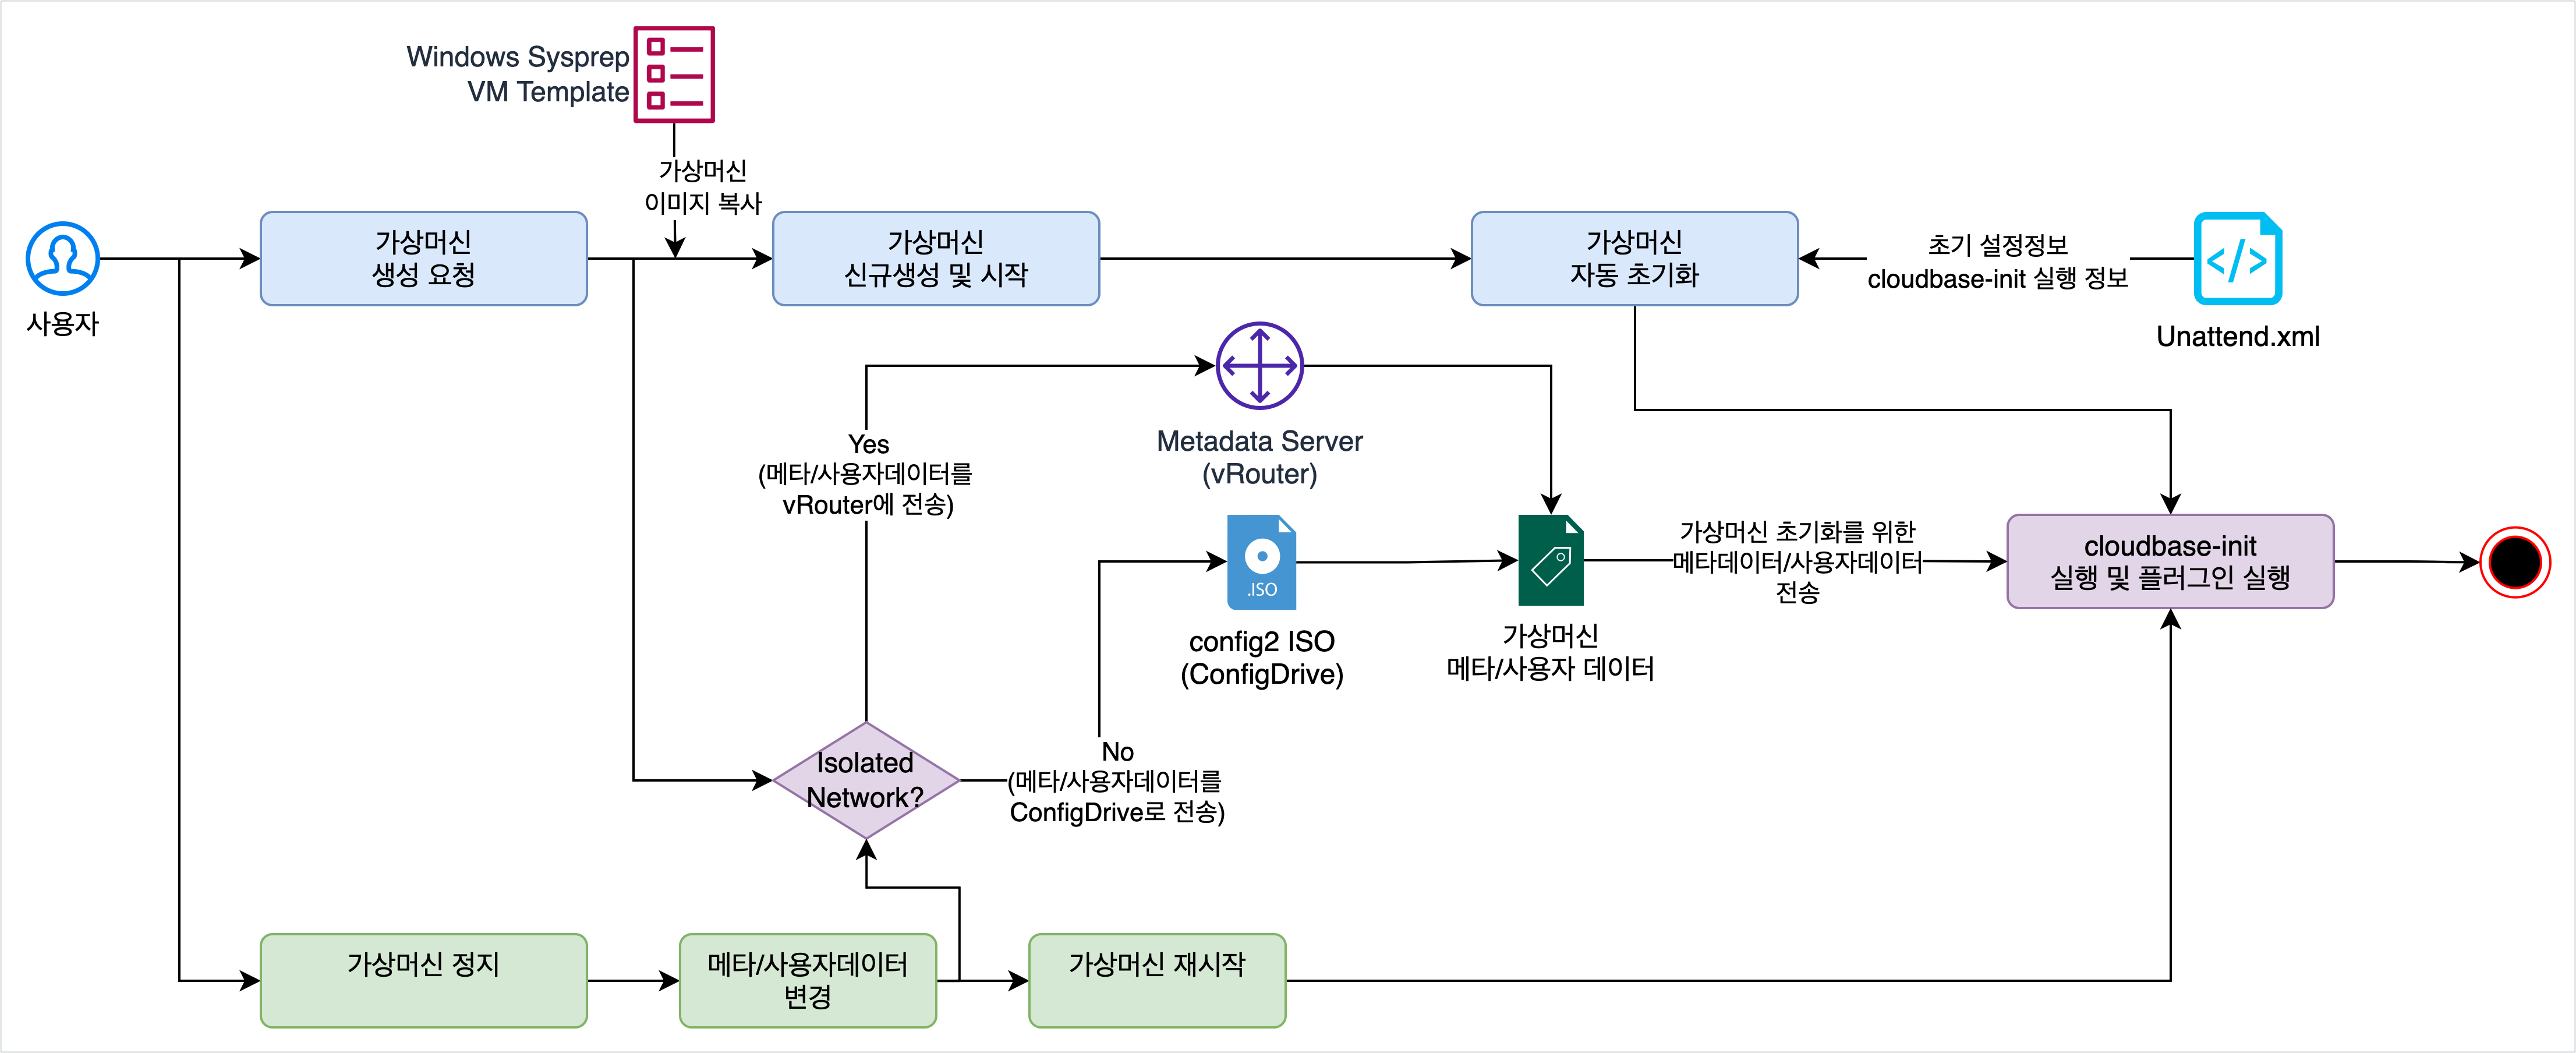 Windows Sysprep
VM Template
가상머신
이미지 복사
사용자
가상머신
생성 요청
가상머신
신규생성 및 시작
가상머신
자동 초기화
초기 설정정보
cloudbase-init 실행 정보
Unattend.xml
Yes
(메타/사용자데이터를
vRouter에 전송)
Metadata Server
(vRouter)
.ISO
config2 ISO
(ConfigDrive)
가상머신
메타/사용자 데이터
가상머신 초기화를 위한
메타데이터/사용자데이터
전송
cloudbase-init
실행 및 플러그인 실행
Isolated
Network?
No
(메타/사용자데이터를
ConfigDrive로 전송)
가상머신 정지
메타/사용자데이터
변경
가상머신 재시작